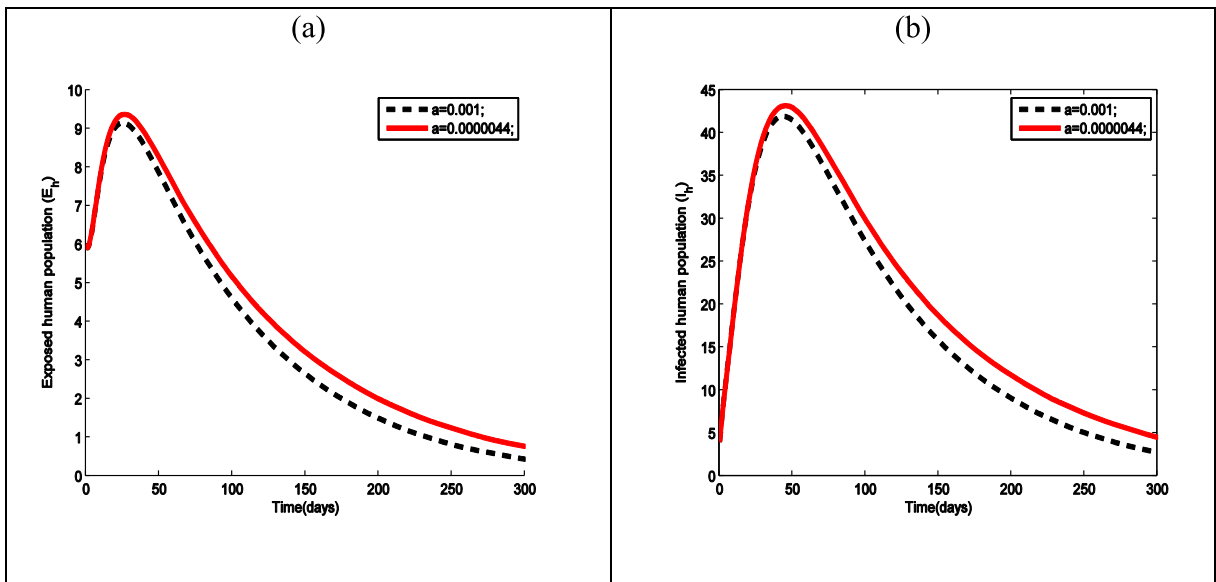 (a)
10
9
8
7
6
5
4
3
2
1
0
0 50 100 150 200 250 300
Exposed human population (E_h)
Time(days)
a=0.001;
a=0.0000044;
(b)
45
40
35
30
25
20
15
10
5
0
0 50 100 150 200 250 300
Infected human population (I_h)
Time(days)
a=0.001;
a=0.0000044;